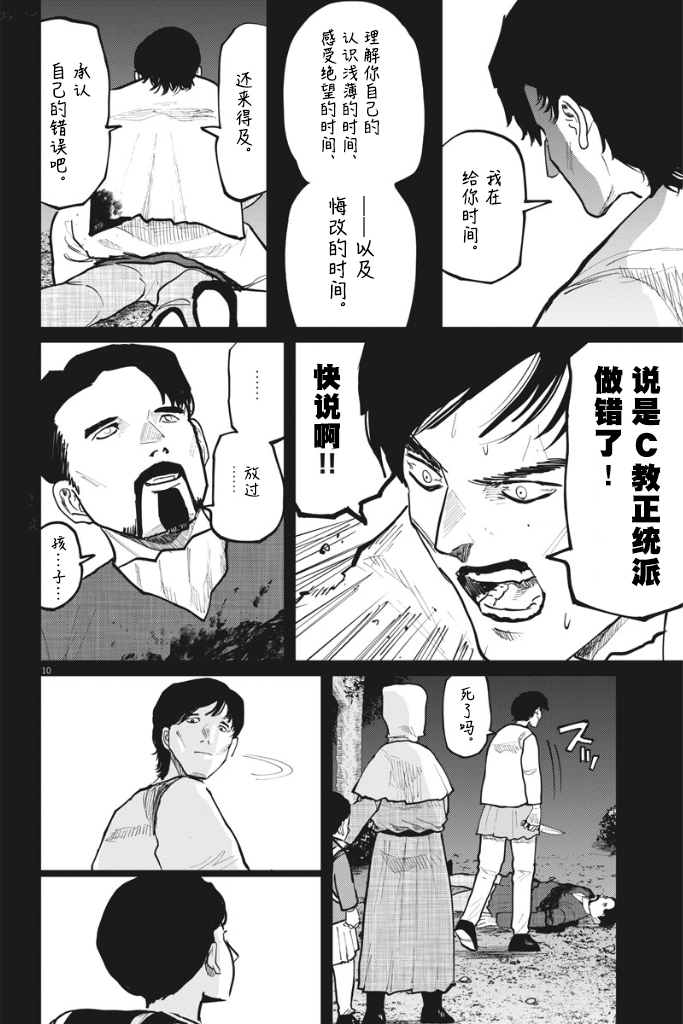 我在
给你时间。
理解你自己的
认识浅薄的时间、
感受绝望的时间、
——以及
悔改的时间。
还来得及。
承认
自己的错误吧。
说是C教正统派
做错了!
快说啊!!
……
放过
……
孩…子…
10
死了吗。
ズッ